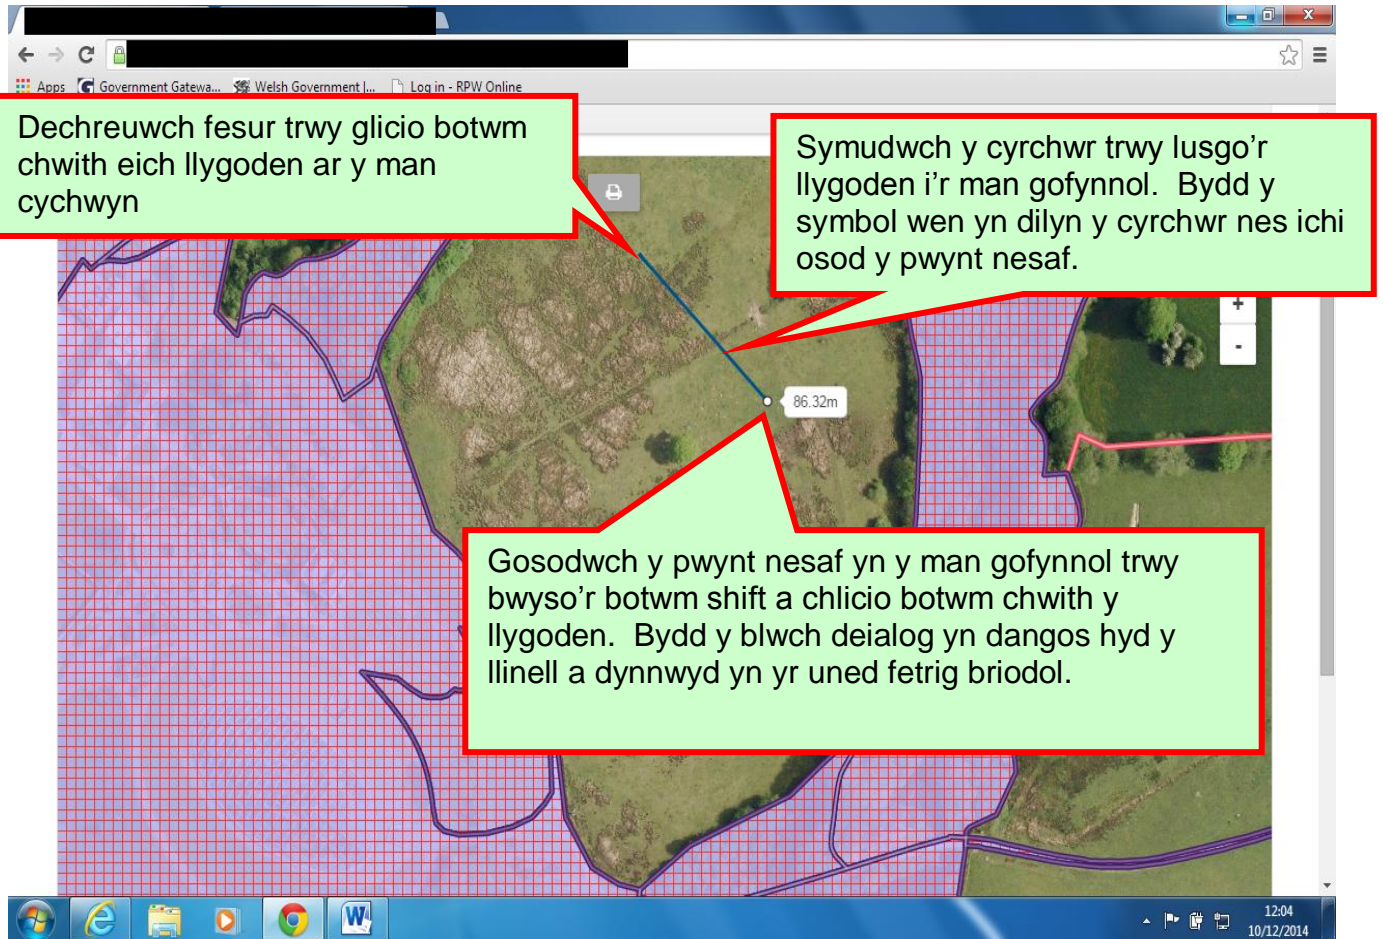 Apps Government Gatewa... Welsh Government |... Log in - RPW Online
Dechreuwch fesur trwy glicio botwm
chwith eich llygoden ar y man
cychwyn
Symudwch y cyrchwr trwy lusgo’r
llygoden i’r man gofynnol. Bydd y
symbol wen yn dilyn y cyrchwr nes ichi
osod y pwynt nesaf.
+
-
86.32m
Gosodwch y pwynt nesaf yn y man gofynnol trwy
bwyso’r botwm shift a chlicio botwm chwith y
llygoden. Bydd y blwch deialog yn dangos hyd y
llinell a dynnwyd yn yr uned fetrig briodol.
12:04
10/12/2014